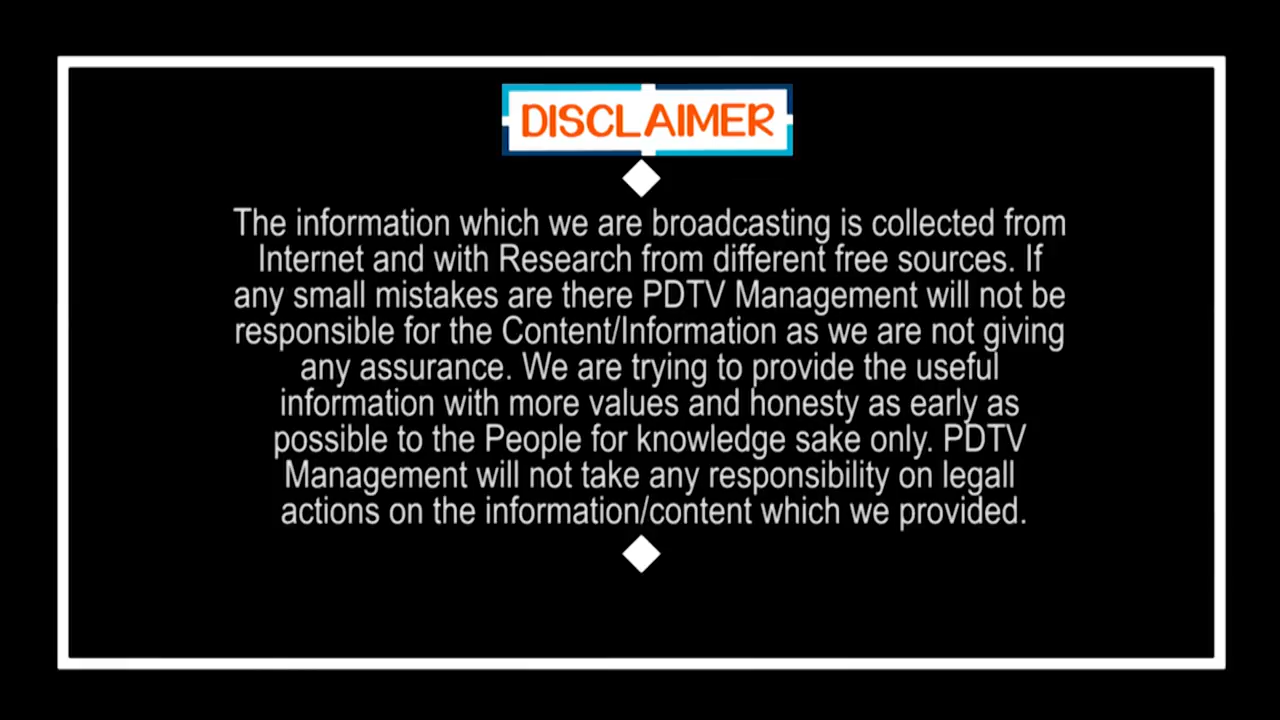 DISCLAIMER
The information which we are broadcasting is collected from
Internet and with Research from different free sources. If
any small mistakes are there PDTV Management will not be
responsible for the Content/Information as we are not giving
any assurance. We are trying to provide the useful
information with more values and honesty as early as
possible to the People for knowledge sake only. PDTV
Management will not take any responsibility on legall
actions on the information/content which we provided.